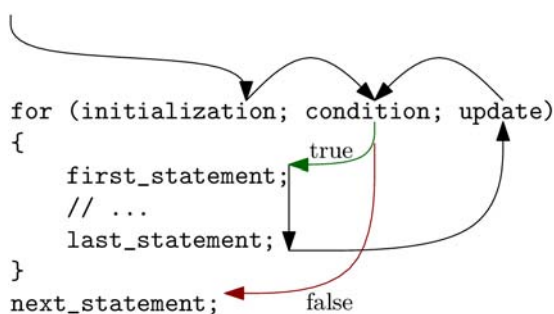 for (initialization; condition; update)
{
true
first_statement;
// ...
last_statement;
}
next_statement;
false